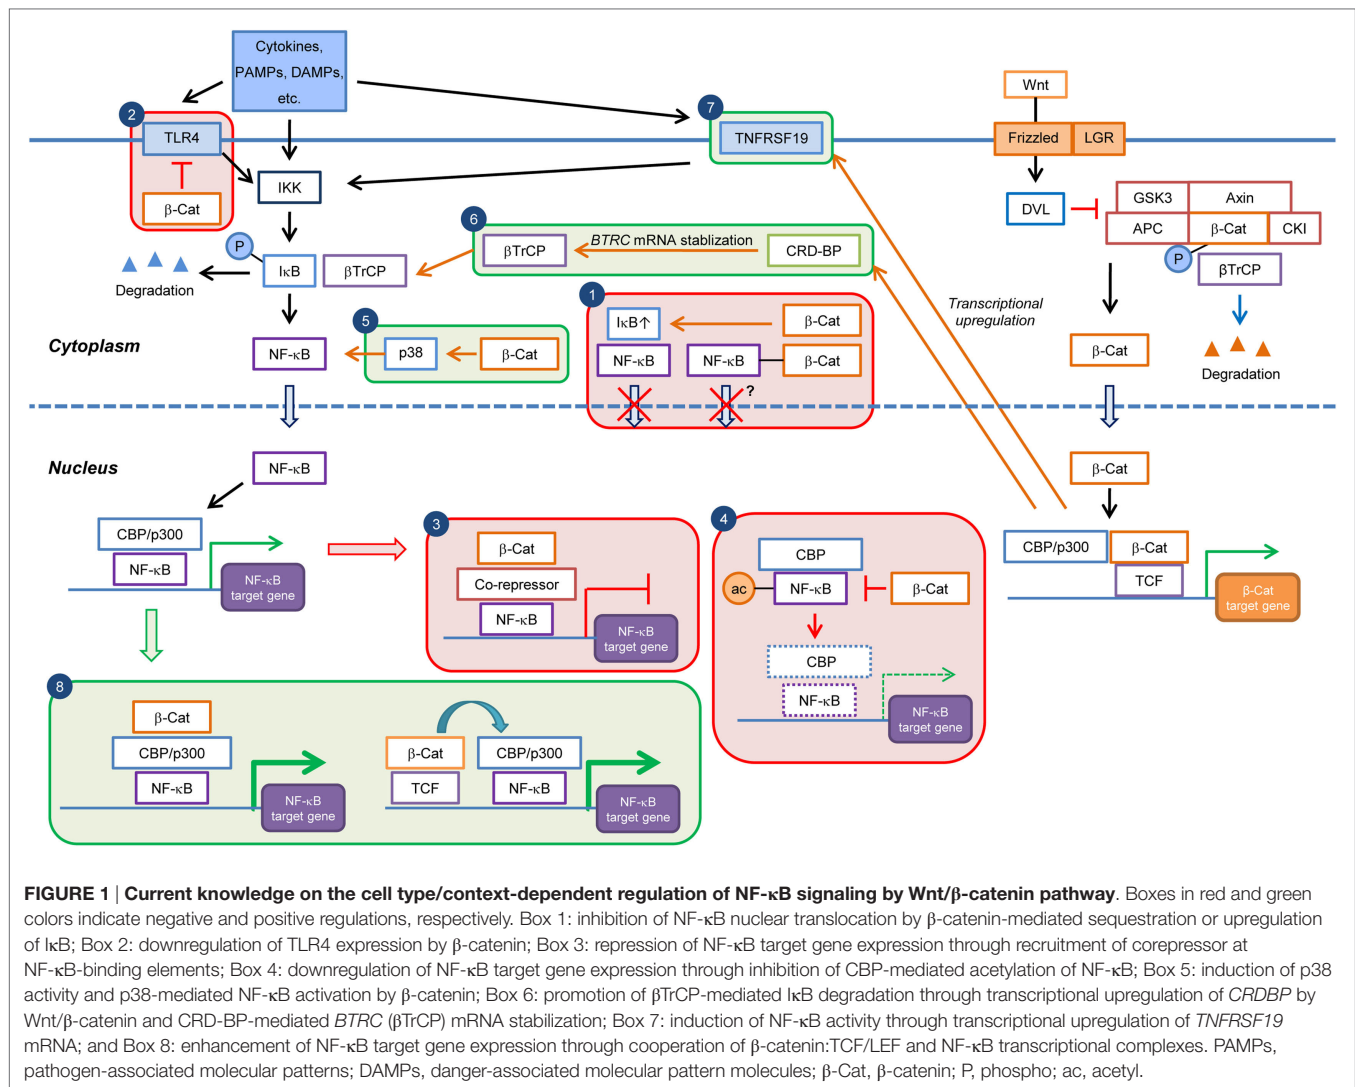 Cytokines,
PAMPs, DAMPs,
etc.
2
TLR4
β-Cat
IKK
7
TNFRSF19
Wnt
Frizzled
LGR
DVL
GSK3
Axin
APC
β-Cat
CKI
P
βTrCP
Degradation
6
βTrCP
BTRC mRNA stablization
CRD-BP
P
IκB
βTrCP
Degradation
1
IκB↑
β-Cat
NF-κB
NF-κB
β-Cat
?
5
p38
β-Cat
NF-κB
Cytoplasm
Transcriptional
upregulation
β-Cat
Nucleus
NF-κB
β-Cat
CBP/p300
NF-κB
NF-κB
target gene
3
β-Cat
Co-repressor
NF-κB
NF-κB
target gene
4
CBP
ac
NF-κB
β-Cat
CBP
NF-κB
NF-κB
target gene
CBP/p300
β-Cat
TCF
β-Cat
target gene
8
β-Cat
CBP/p300
NF-κB
NF-κB
target gene
β-Cat
TCF
CBP/p300
NF-κB
NF-κB
target gene
FIGURE 1 | Current knowledge on the cell type/context-dependent regulation of NF-κB signaling by Wnt/β-catenin pathway. Boxes in red and green
colors indicate negative and positive regulations, respectively. Box 1: inhibition of NF-κB nuclear translocation by β-catenin-mediated sequestration or upregulation
of IκB; Box 2: downregulation of TLR4 expression by β-catenin; Box 3: repression of NF-κB target gene expression through recruitment of corepressor at
NF-κB-binding elements; Box 4: downregulation of NF-κB target gene expression through inhibition of CBP-mediated acetylation of NF-κB; Box 5: induction of p38
activity and p38-mediated NF-κB activation by β-catenin; Box 6: promotion of βTrCP-mediated IκB degradation through transcriptional upregulation of CRDBP by
Wnt/β-catenin and CRD-BP-mediated BTRC (βTrCP) mRNA stabilization; Box 7: induction of NF-κB activity through transcriptional upregulation of TNFRSF19
mRNA; and Box 8: enhancement of NF-κB target gene expression through cooperation of β-catenin:TCF/LEF and NF-κB transcriptional complexes. PAMPs,
pathogen-associated molecular patterns; DAMPs, danger-associated molecular pattern molecules; β-Cat, β-catenin; P, phospho; ac, acetyl.